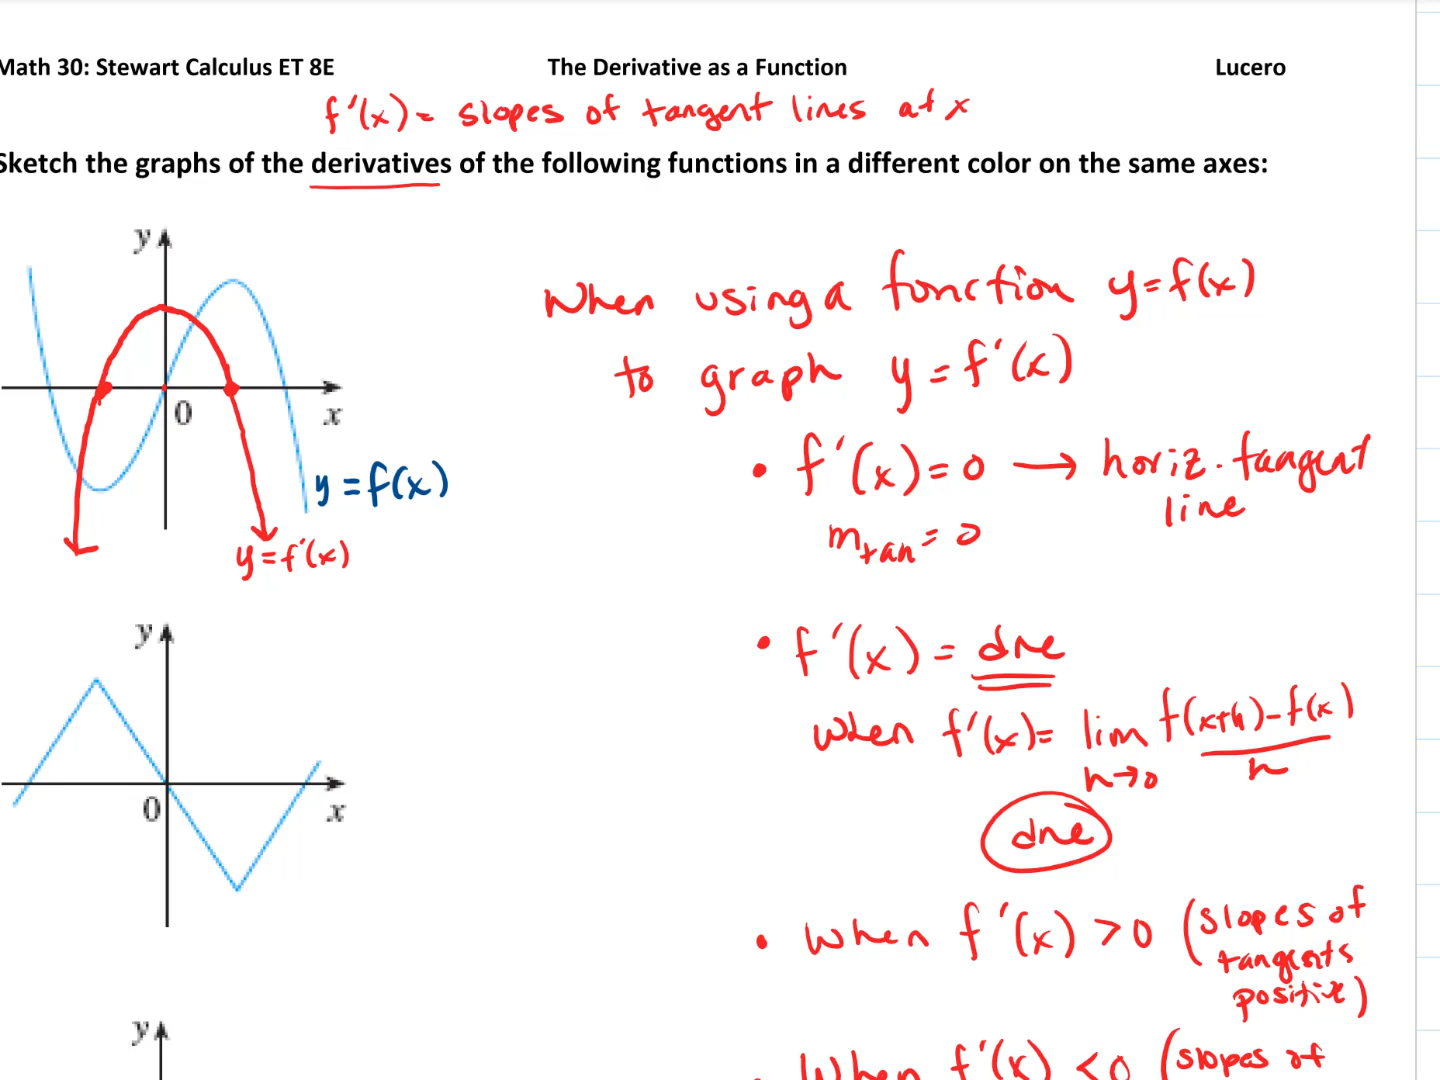 Math 30: Stewart Calculus ET 8E The Derivative as a Function Lucero
f'(x) = slopes of tangent lines at x
Sketch the graphs of the derivatives of the following functions in a different color on the same axes:
y
0
x
y = f(x)
y = f'(x)
When using a function y = f(x)
to graph y = f'(x)
• f'(x) = 0 → horiz. tangent
line
m tan = 0
• f'(x) = dne
when f'(x) = lim f(x+h) - f(x)
h→0 h
dne
• When f'(x) > 0 (slopes of
tangents
positive)
• When f'(x) < 0 (slopes of
y
0
x
y